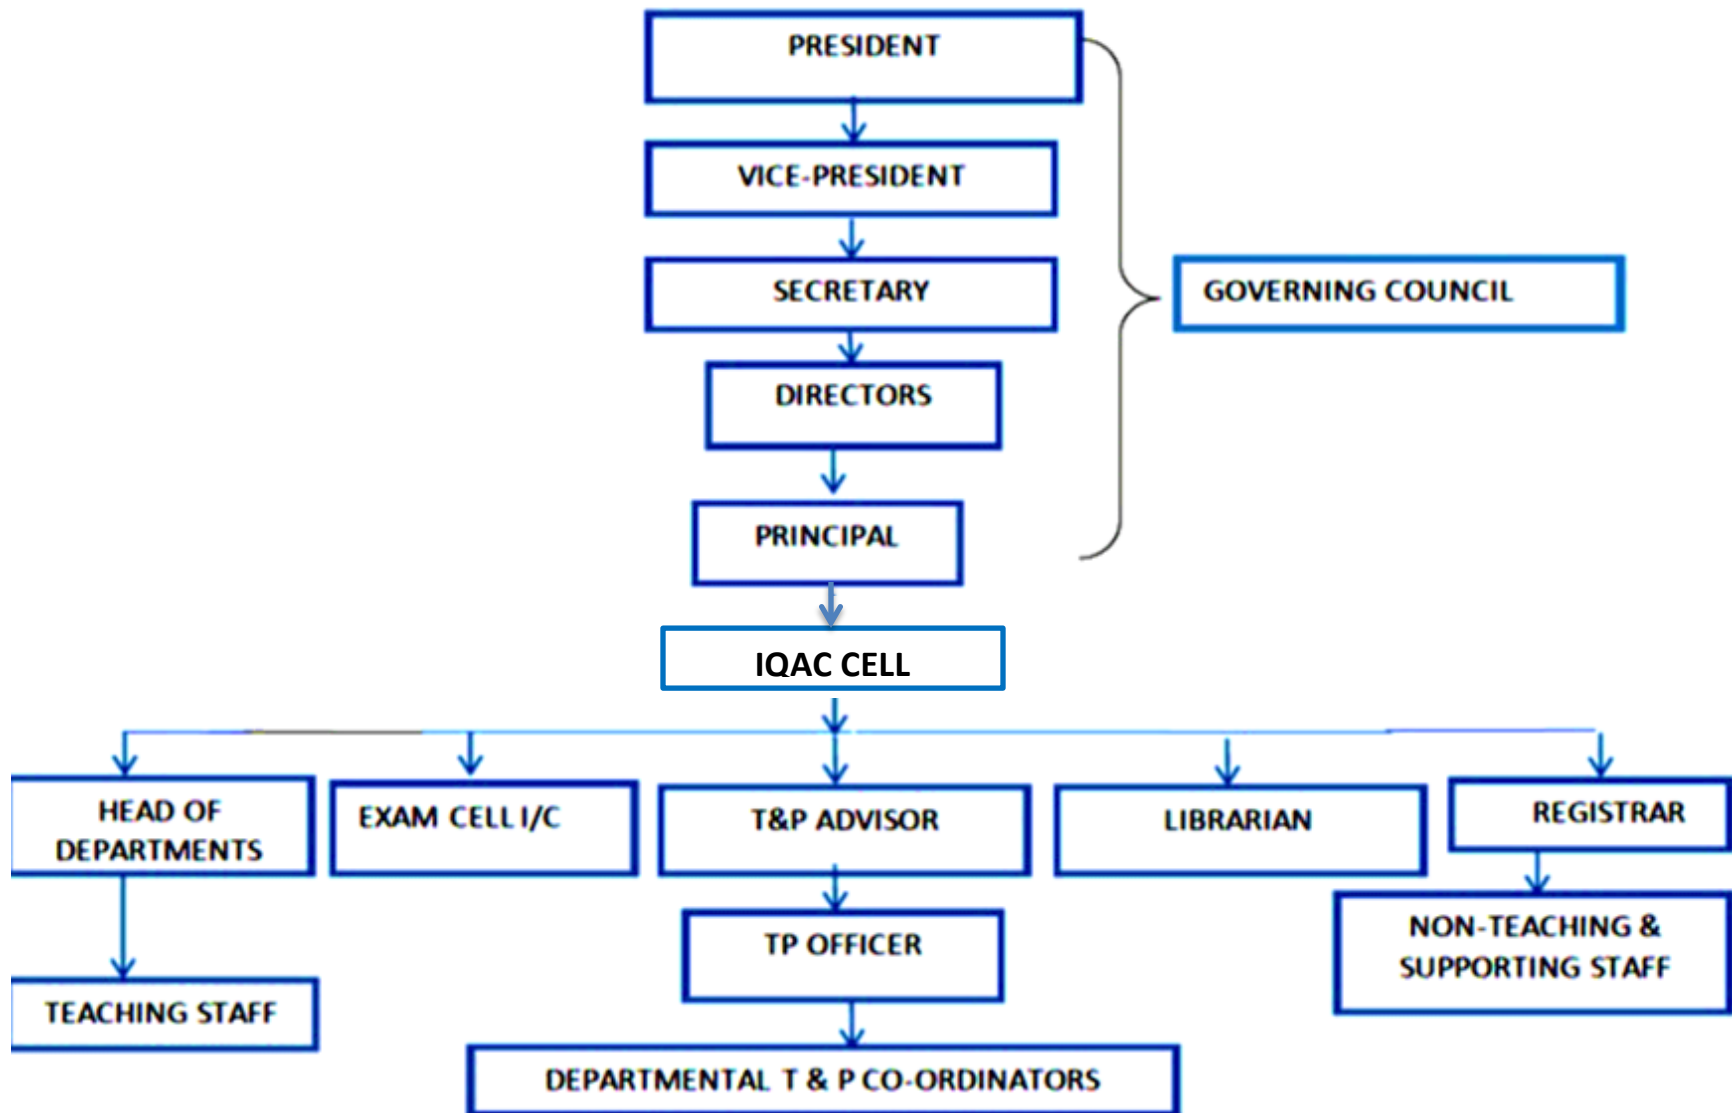 PRESIDENT
VICE-PRESIDENT
SECRETARY
GOVERNING COUNCIL
DIRECTORS
PRINCIPAL
IQAC CELL
HEAD OF
DEPARTMENTS
EXAM CELL I/C
T&P ADVISOR
LIBRARIAN
REGISTRAR
TP OFFICER
NON-TEACHING &
SUPPORTING STAFF
TEACHING STAFF
DEPARTMENTAL T & P CO-ORDINATORS